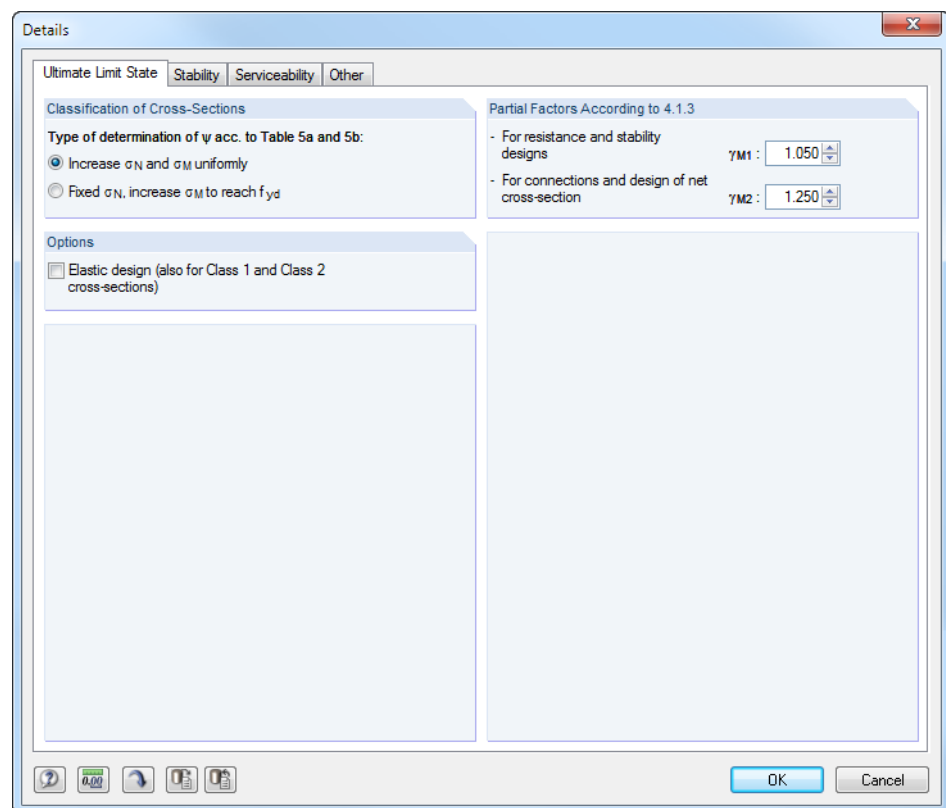 Details
Ultimate Limit State Stability Serviceability Other
Classification of Cross-Sections
Type of determination of ψ acc. to Table 5a and 5b:
Increase σN and σM uniformly
Fixed σN, increase σM to reach fyd
Options
Elastic design (also for Class 1 and Class 2
cross-sections)
Partial Factors According to 4.1.3
- For resistance and stability
designs γM1 : 1.050
- For connections and design of net
cross-section γM2 : 1.250
0.00
OK Cancel